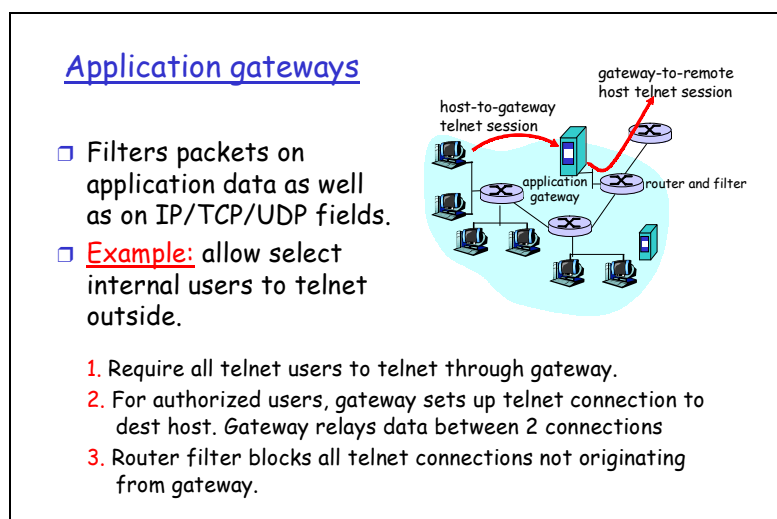 Application gateways
gateway-to-remote
host telnet session
host-to-gateway
telnet session
application
gateway
router and filter
Filters packets on
application data as well
as on IP/TCP/UDP fields.
Example: allow select
internal users to telnet
outside.
1. Require all telnet users to telnet through gateway.
2. For authorized users, gateway sets up telnet connection to
dest host. Gateway relays data between 2 connections
3. Router filter blocks all telnet connections not originating
from gateway.